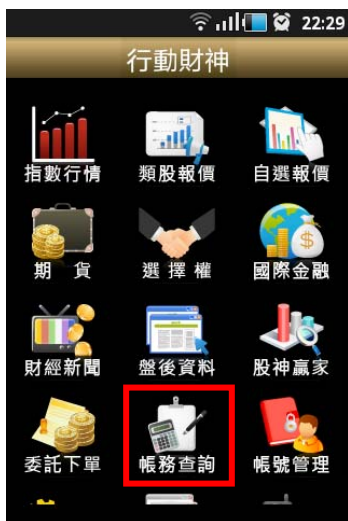 22:29
行動財神
指數行情 類股報價 自選報價
期 貨 選 擇 權 國際金融
財經新聞 盤後資料 股神贏家
委託下單 帳務查詢 帳號管理